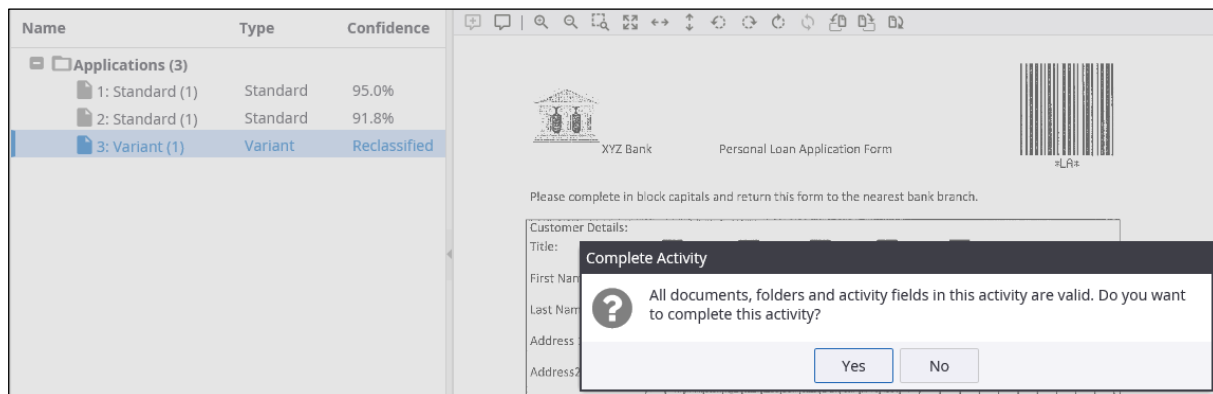 Name Type Confidence
Applications (3)
1: Standard (1) Standard 95.0%
2: Standard (1) Standard 91.8%
3: Variant (1) Variant Reclassified
XYZ Bank Personal Loan Application Form
*LA*
Please complete in block capitals and return this form to the nearest bank branch.
Customer Details:
Title:
First Nam
Last Nam
Address
Address2
Complete Activity
All documents, folders and activity fields in this activity are valid. Do you want
to complete this activity?
Yes No